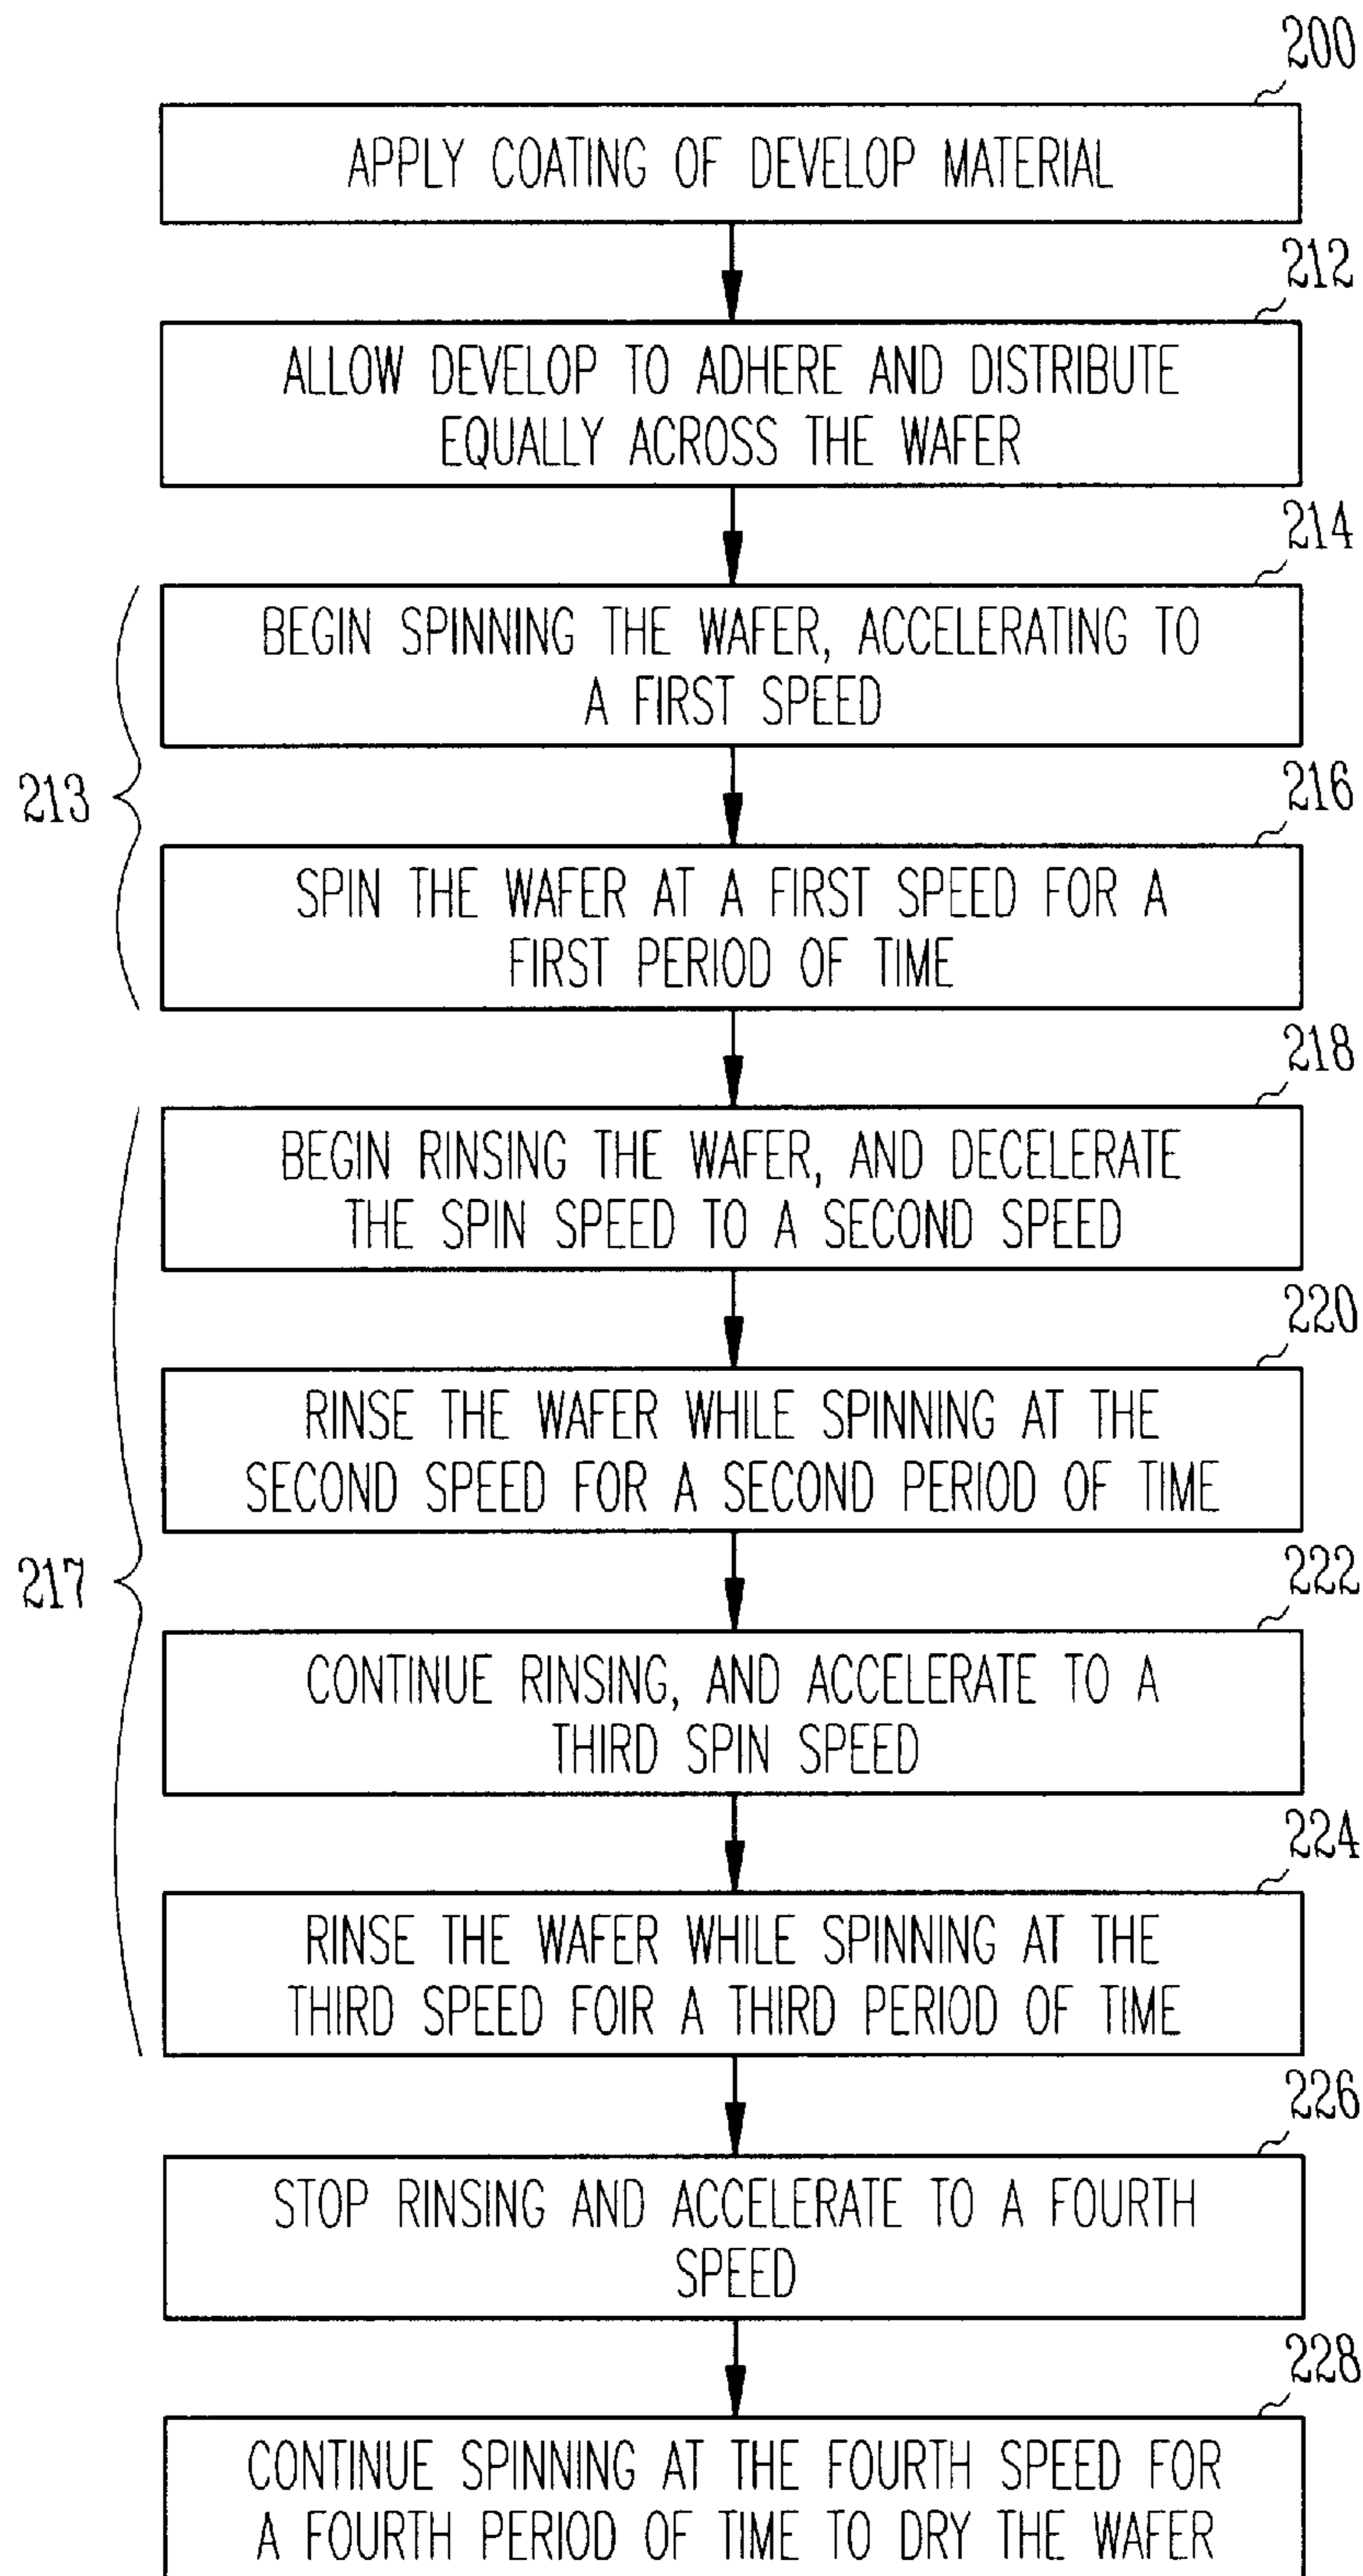 200
APPLY COATING OF DEVELOP MATERIAL
212
ALLOW DEVELOP TO ADHERE AND DISTRIBUTE
EQUALLY ACROSS THE WAFER
214
BEGIN SPINNING THE WAFER, ACCELERATING TO
A FIRST SPEED
213
216
SPIN THE WAFER AT A FIRST SPEED FOR A
FIRST PERIOD OF TIME
218
BEGIN RINSING THE WAFER, AND DECELERATE
THE SPIN SPEED TO A SECOND SPEED
220
RINSE THE WAFER WHILE SPINNING AT THE
SECOND SPEED FOR A SECOND PERIOD OF TIME
217
222
CONTINUE RINSING, AND ACCELERATE TO A
THIRD SPIN SPEED
224
RINSE THE WAFER WHILE SPINNING AT THE
THIRD SPEED FOIR A THIRD PERIOD OF TIME
226
STOP RINSING AND ACCELERATE TO A FOURTH
SPEED
228
CONTINUE SPINNING AT THE FOURTH SPEED FOR
A FOURTH PERIOD OF TIME TO DRY THE WAFER